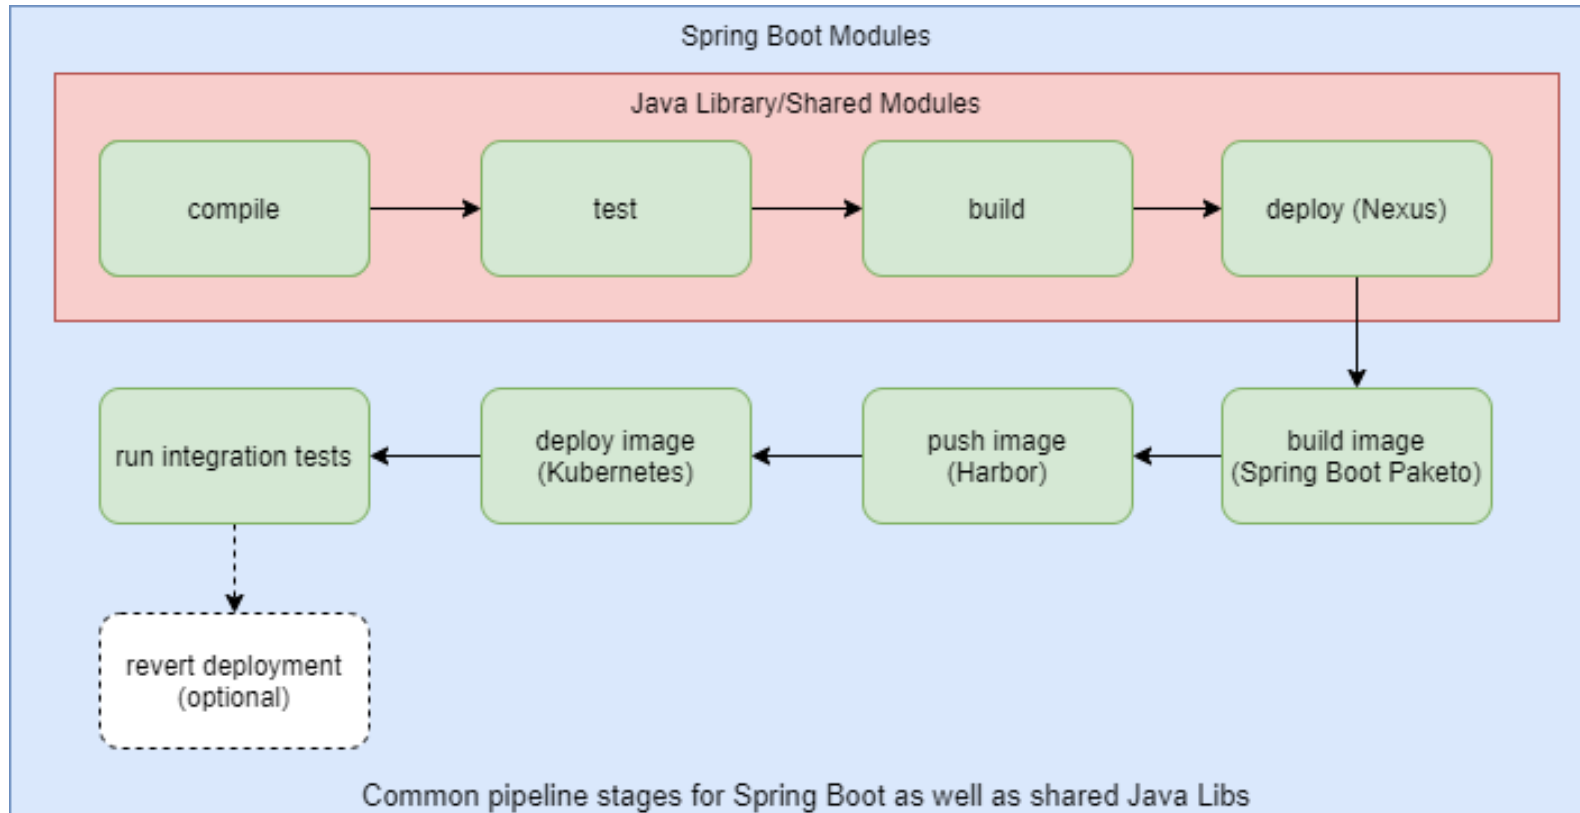 Spring Boot Modules
Java Library/Shared Modules
compile
test
build
deploy (Nexus)
run integration tests
deploy image
(Kubernetes)
push image
(Harbor)
build image
(Spring Boot Paketo)
revert deployment
(optional)
Common pipeline stages for Spring Boot as well as shared Java Libs